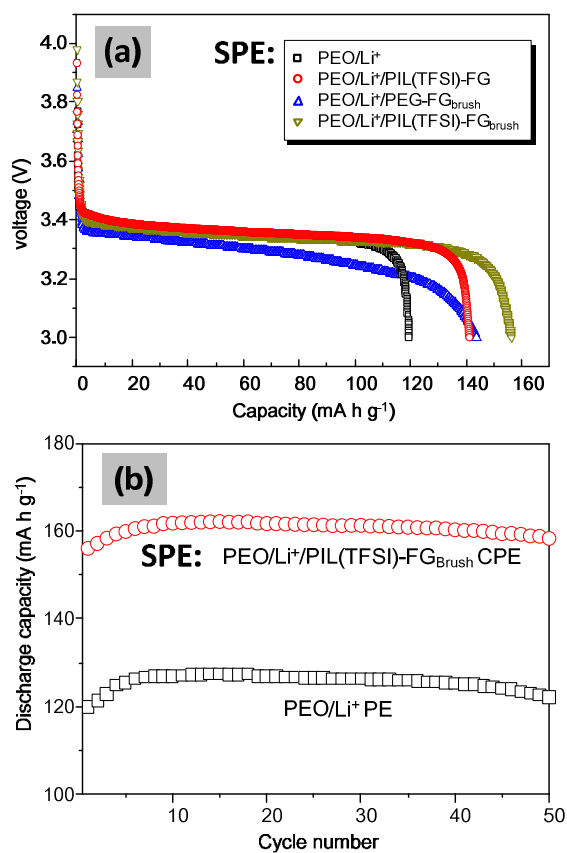 (a)
SPE:
PEO/Li⁺
PEO/Li⁺/PIL(TFSI)-FG
PEO/Li⁺/PEG-FG_brush
PEO/Li⁺/PIL(TFSI)-FG_brush
4.0
3.8
3.6
3.4
3.2
3.0
voltage (V)
0 20 40 60 80 100 120 140 160
Capacity (mA h g⁻¹)
(b)
180
160
140
120
100
Discharge capacity (mA h g⁻¹)
SPE: PEO/Li⁺/PIL(TFSI)-FG_Brush CPE
PEO/Li⁺ PE
10 20 30 40 50
Cycle number